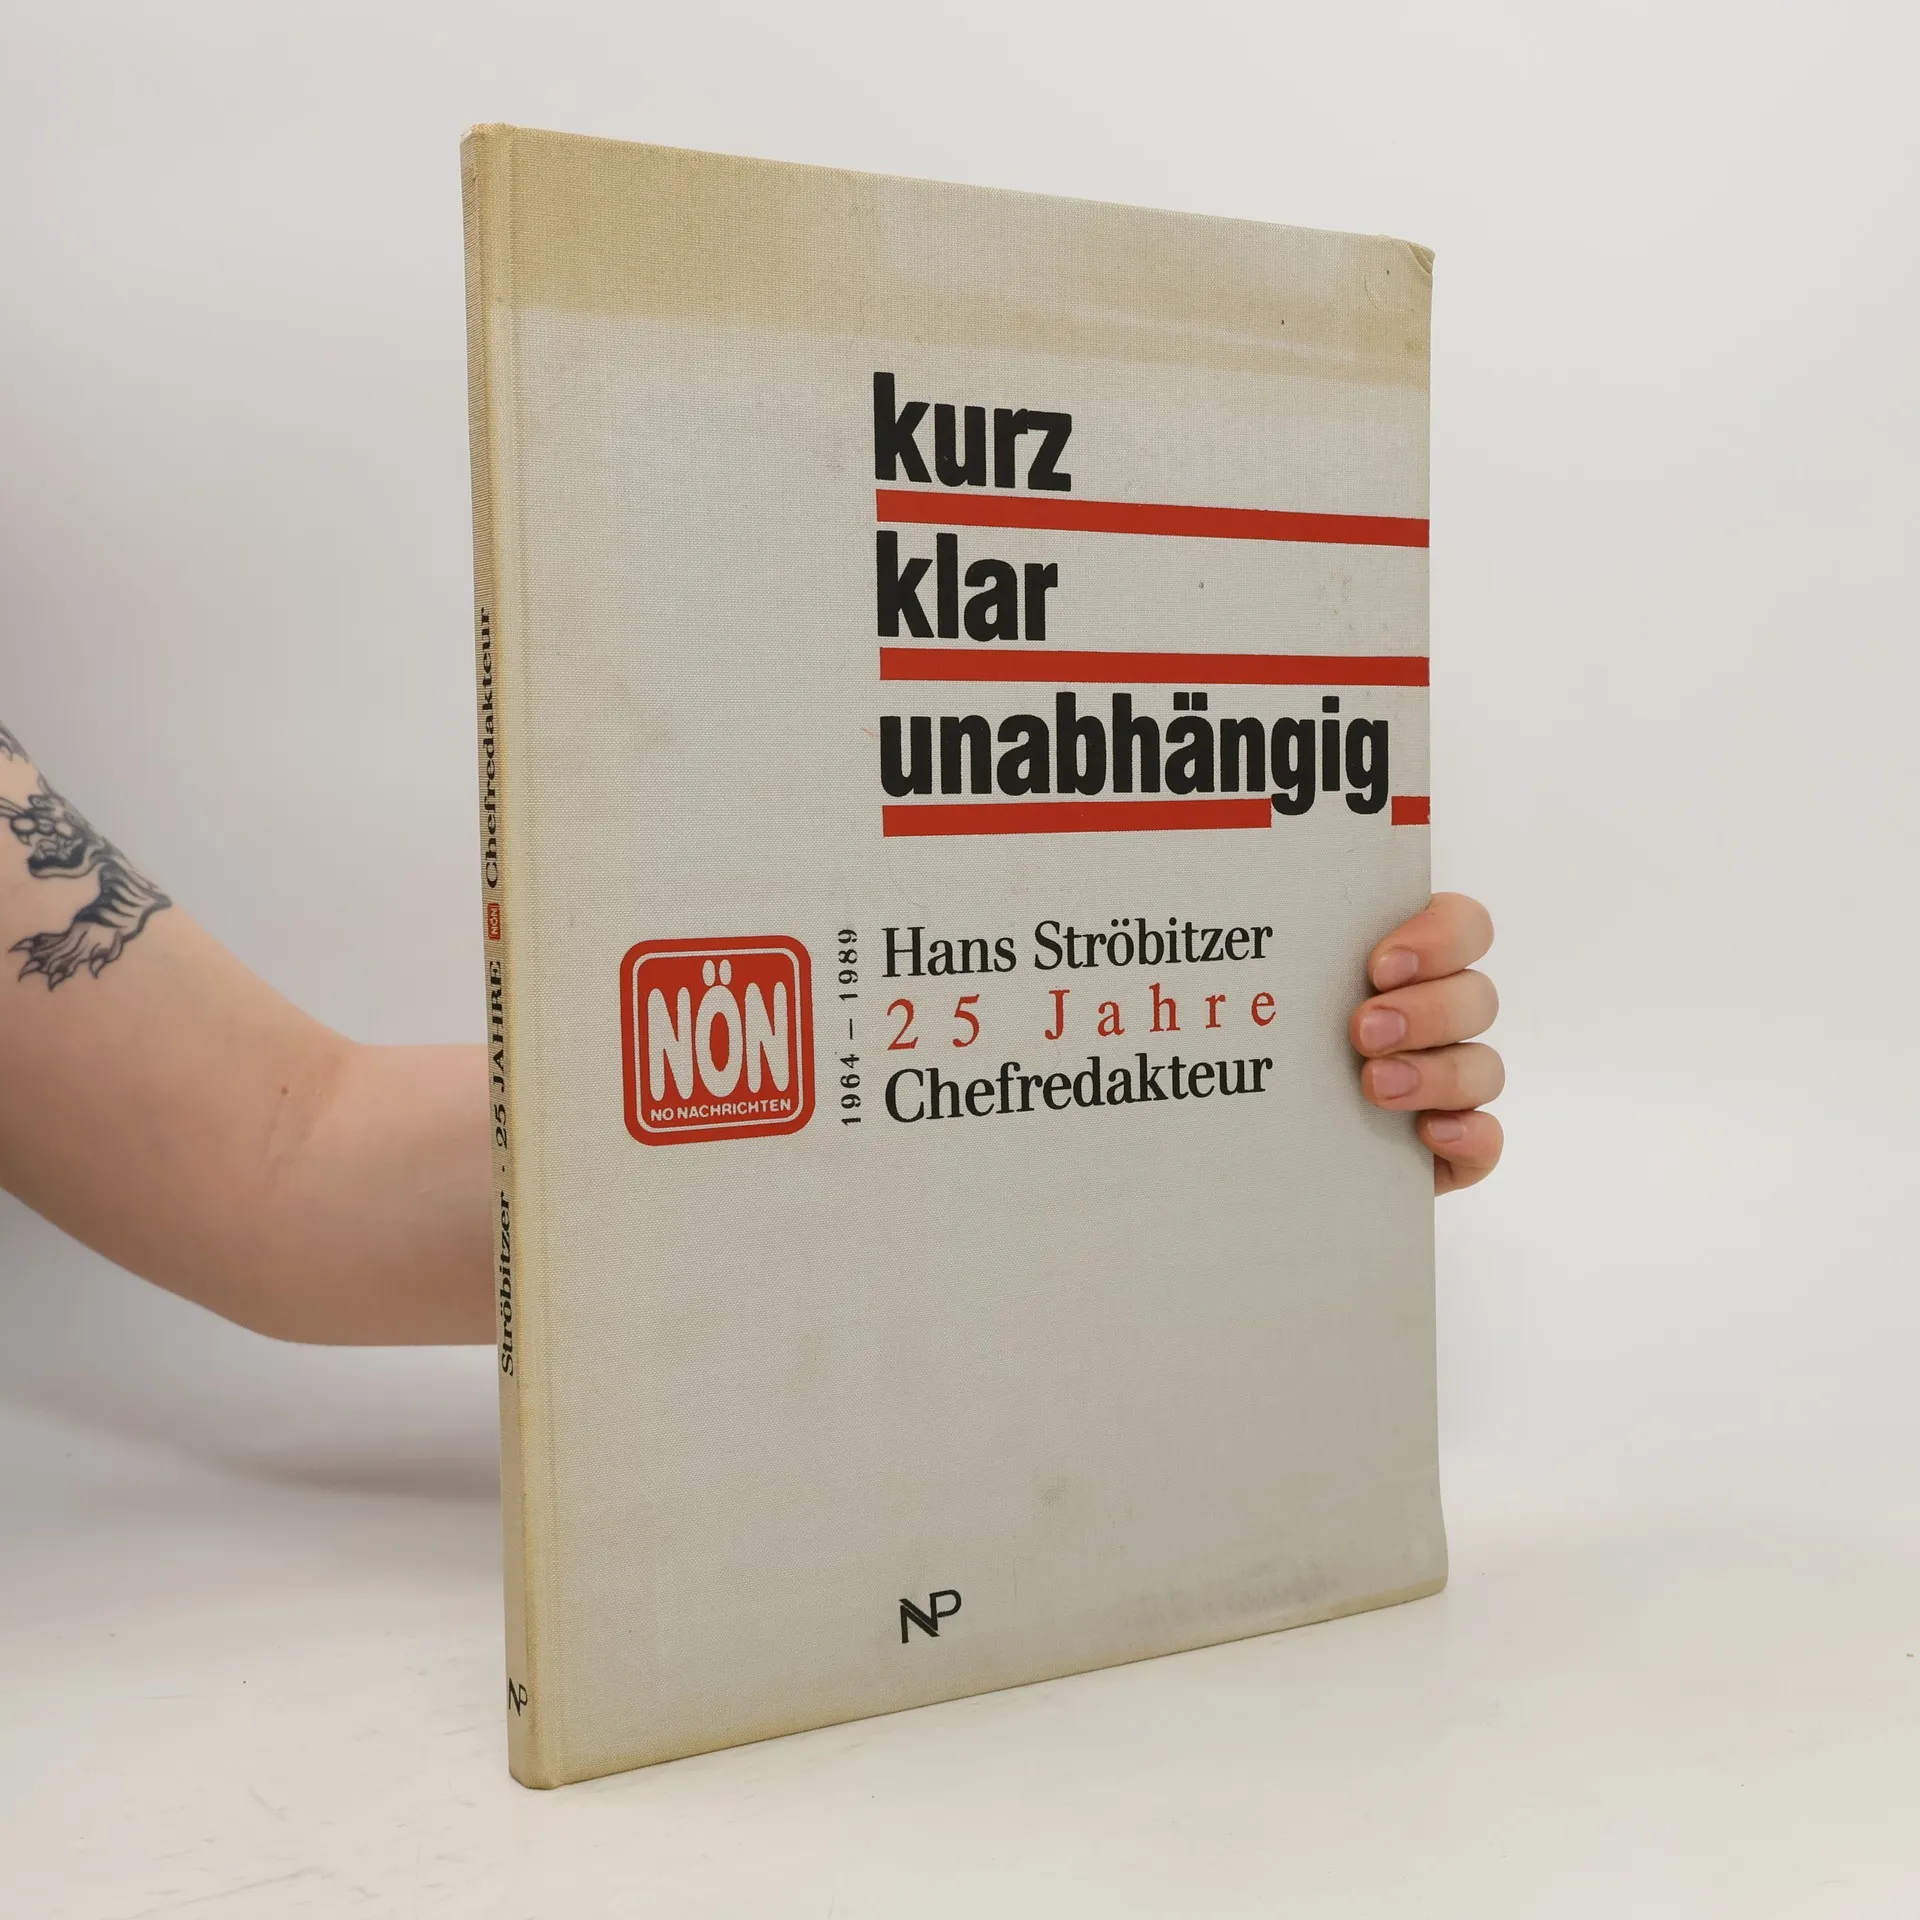 kurz
klar
unabhängig
NÖN
NO NACHRICHTEN
1964 – 1989
Hans Ströbitzer
25 Jahre
Chefredakteur
NP
Ströbitzer · 25 JAHRE NÖN Chefredakteur
NP